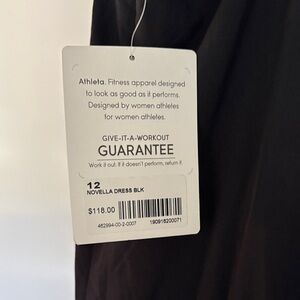 Athleta. Fitness apparel designed
to look as good as it performs.
Designed by women athletes
for women athletes.
GIVE-IT-A-WORKOUT
GUARANTEE
Work it out. If it doesn't perform, return it.
12
NOVELLA DRESS BLK
$118.00
462994-00-2-0007
190916200071